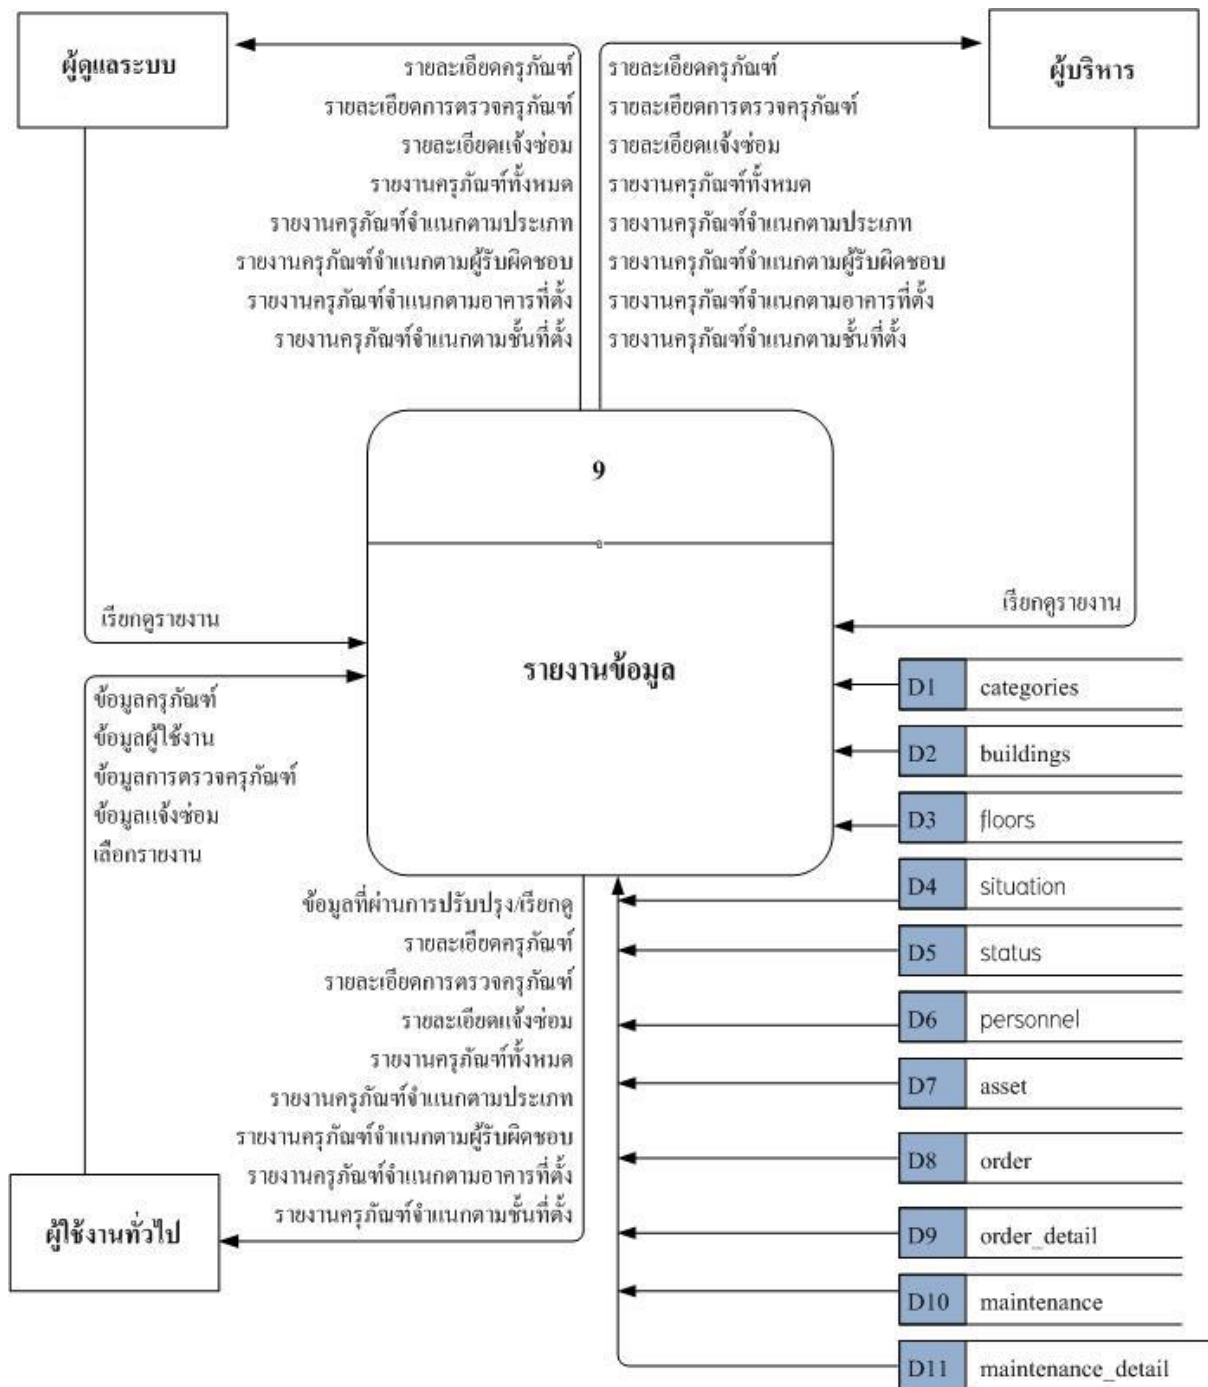 ผู้ดูแลระบบ
ผู้บริหาร
รายละเอียดครุภัณฑ์
รายละเอียดการตรวจครุภัณฑ์
รายละเอียดแจ้งซ่อม
รายงานครุภัณฑ์ทั้งหมด
รายงานครุภัณฑ์จำแนกตามประเภท
รายงานครุภัณฑ์จำแนกตามผู้รับผิดชอบ
รายงานครุภัณฑ์จำแนกตามอาคารที่ตั้ง
รายงานครุภัณฑ์จำแนกตามชั้นที่ตั้ง
รายละเอียดครุภัณฑ์
รายละเอียดการตรวจครุภัณฑ์
รายละเอียดแจ้งซ่อม
รายงานครุภัณฑ์ทั้งหมด
รายงานครุภัณฑ์จำแนกตามประเภท
รายงานครุภัณฑ์จำแนกตามผู้รับผิดชอบ
รายงานครุภัณฑ์จำแนกตามอาคารที่ตั้ง
รายงานครุภัณฑ์จำแนกตามชั้นที่ตั้ง
9
เรียกดูรายงาน
เรียกดูรายงาน
รายงานข้อมูล
ข้อมูลครุภัณฑ์
ข้อมูลผู้ใช้งาน
ข้อมูลการตรวจครุภัณฑ์
ข้อมูลแจ้งซ่อม
เลือกรายงาน
D1 categories
D2 buildings
D3 floors
D4 situation
D5 status
D6 personnel
D7 asset
D8 order
D9 order_detail
D10 maintenance
D11 maintenance_detail
ข้อมูลที่ผ่านการปรับปรุง/เรียกดู
รายละเอียดครุภัณฑ์
รายละเอียดการตรวจครุภัณฑ์
รายละเอียดแจ้งซ่อม
รายงานครุภัณฑ์ทั้งหมด
รายงานครุภัณฑ์จำแนกตามประเภท
รายงานครุภัณฑ์จำแนกตามผู้รับผิดชอบ
รายงานครุภัณฑ์จำแนกตามอาคารที่ตั้ง
รายงานครุภัณฑ์จำแนกตามชั้นที่ตั้ง
ผู้ใช้งานทั่วไป